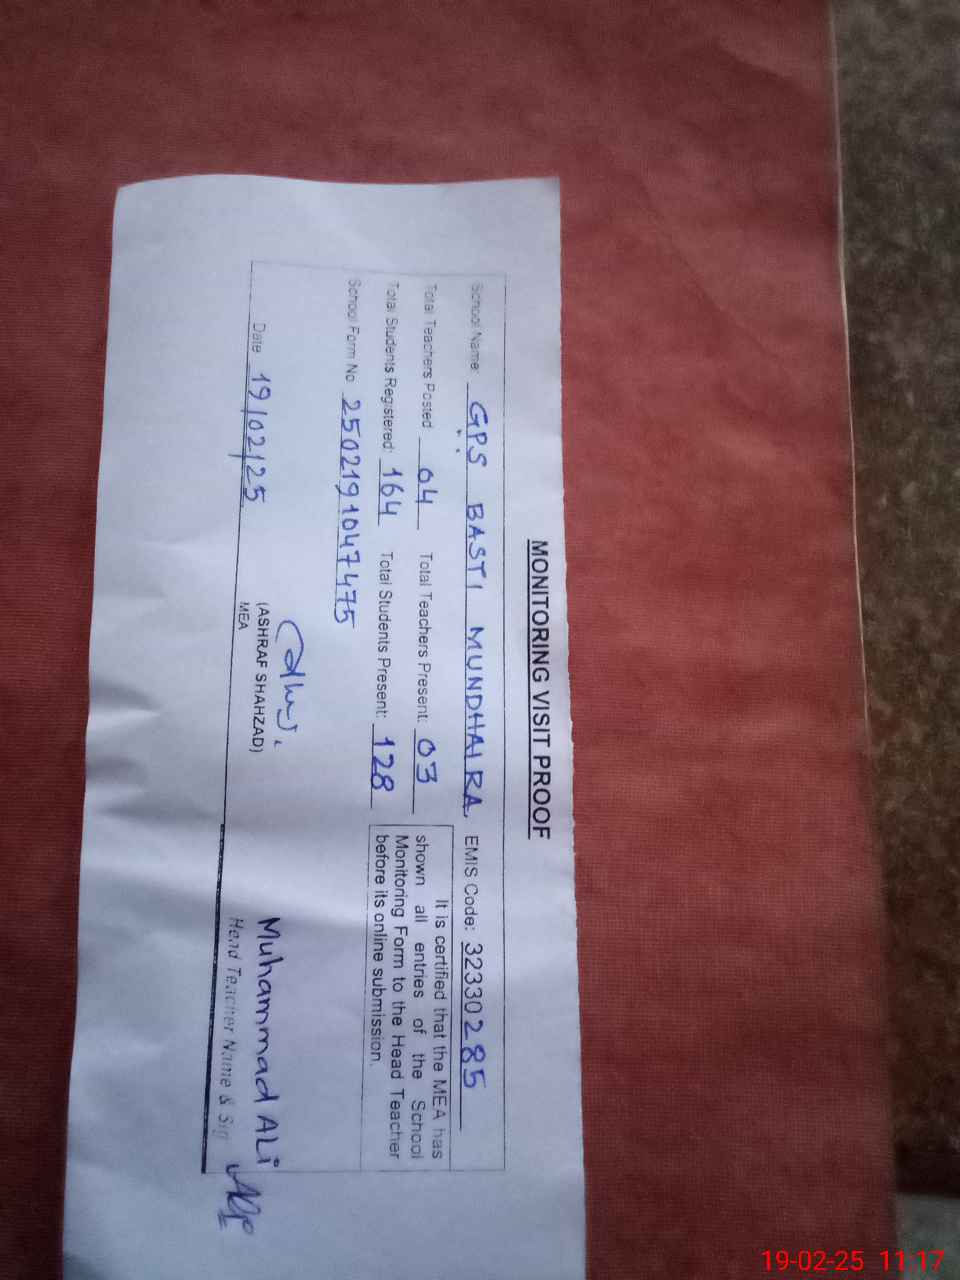 MONITORING VISIT PROOF
School Name: GPS BASTI MUNDHAIRA EMIS Code: 32330285
Total Teachers Posted 04 Total Teachers Present: 03
Total Students Registered: 164 Total Students Present: 128
It is certified that the MEA has
shown all entries of the School
Monitoring Form to the Head Teacher
before its online submission.
School Form No 2502191047475
Date 19/02/25
(ASHRAF SHAHZAD)
MEA
Muhammad ALi
Head Teacher Name & Sig
19-02-25 11:17